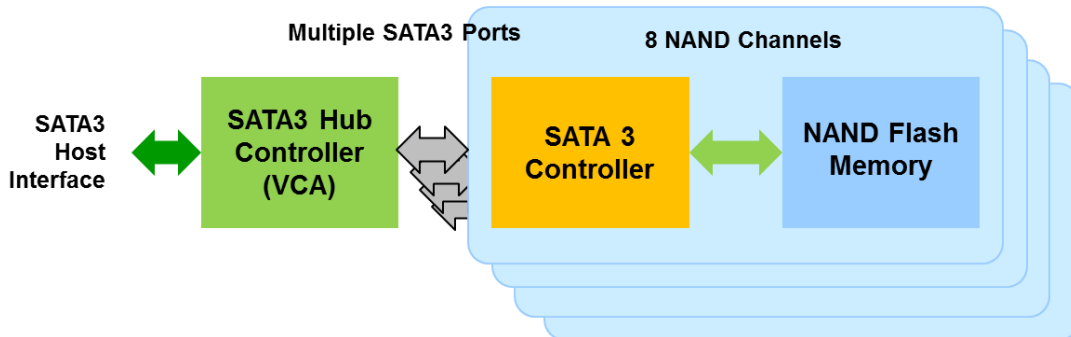 Multiple SATA3 Ports
8 NAND Channels
SATA3
Host
Interface
SATA3 Hub
Controller
(VCA)
SATA 3
Controller
NAND Flash
Memory